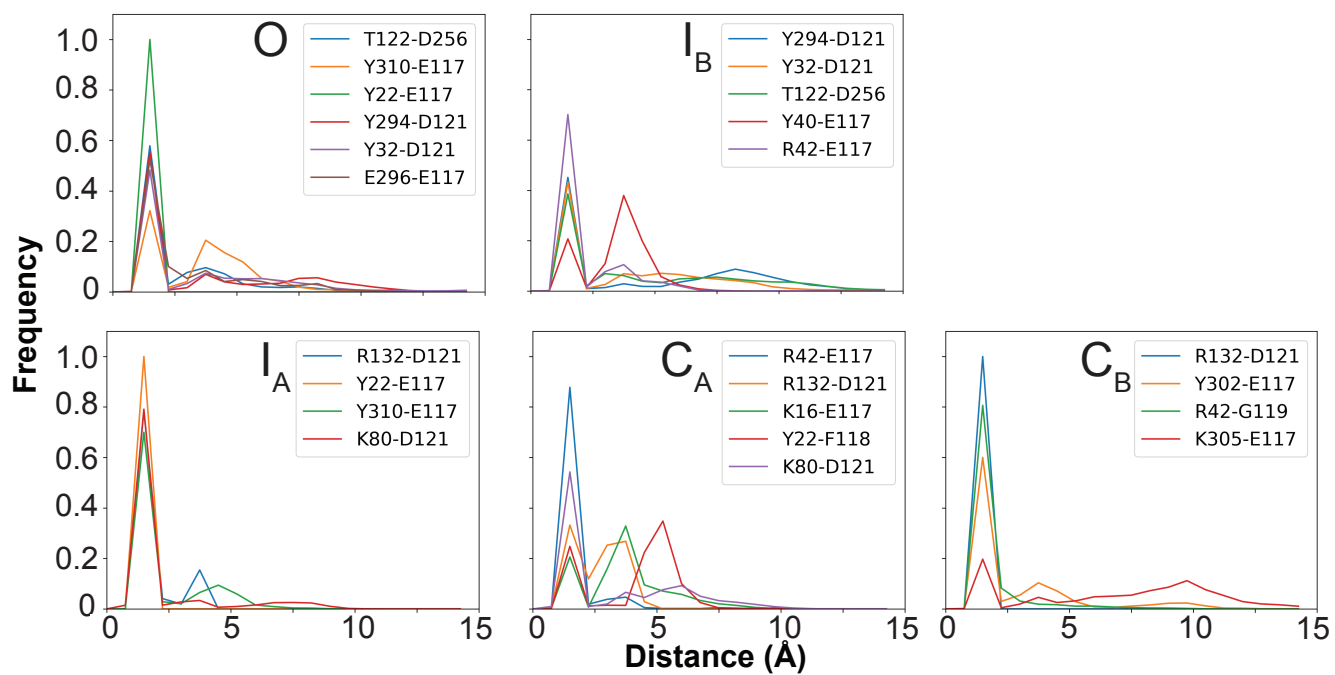 Frequency
O
1.0
0.8
0.6
0.4
0.2
0
T122-D256
Y310-E117
Y22-E117
Y294-D121
Y32-D121
E296-E117
I_B
Y294-D121
Y32-D121
T122-D256
Y40-E117
R42-E117
I_A
1.0
0.8
0.6
0.4
0.2
0
R132-D121
Y22-E117
Y310-E117
K80-D121
0 5 10 15
C_A
R42-E117
R132-D121
K16-E117
Y22-F118
K80-D121
0 5 10 15
C_B
R132-D121
Y302-E117
R42-G119
K305-E117
0 5 10 15
Distance (Å)